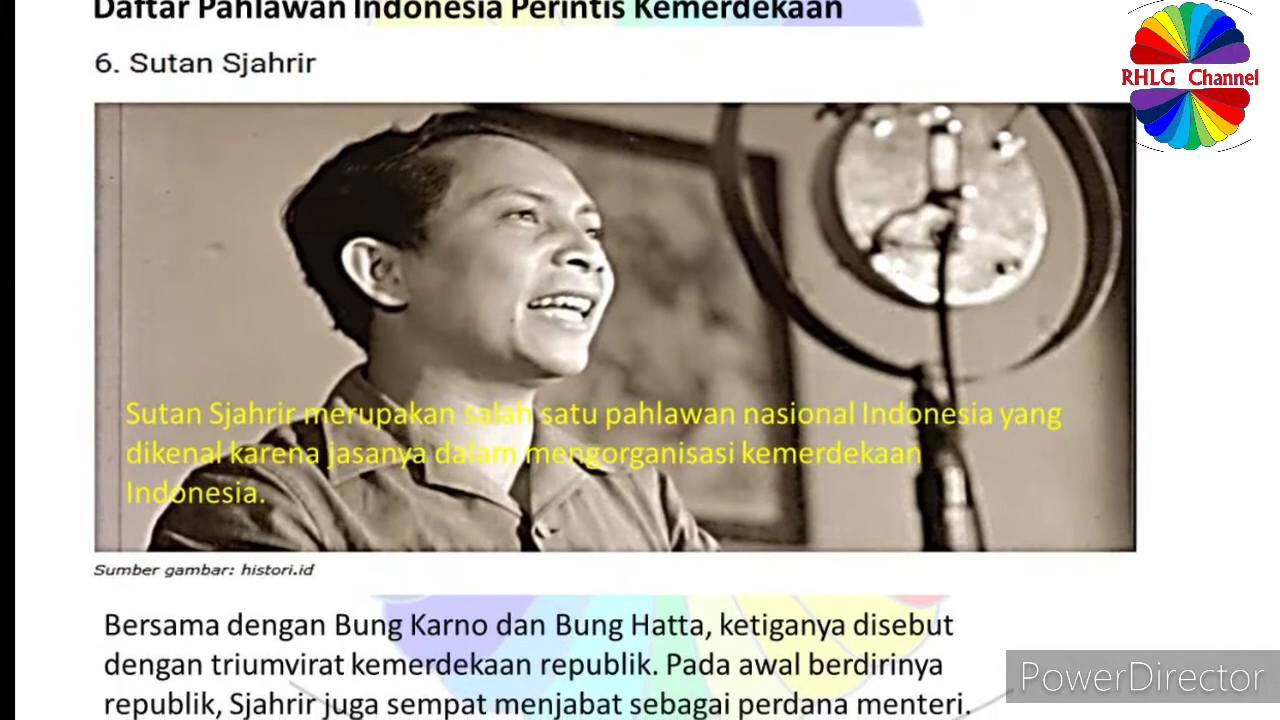 Daftar Pahlawan Indonesia Perintis Kemerdekaan
6. Sutan Sjahrir
RHLG Channel
Sutan Sjahrir merupakan salah satu pahlawan nasional Indonesia yang
dikenal karena jasanya dalam mengorganisasi kemerdekaan
Indonesia.
Sumber gambar: histori.id
Bersama dengan Bung Karno dan Bung Hatta, ketiganya disebut
dengan triumvirat kemerdekaan republik. Pada awal berdirinya
republik, Sjahrir juga sempat menjabat sebagai perdana menteri.
PowerDirector